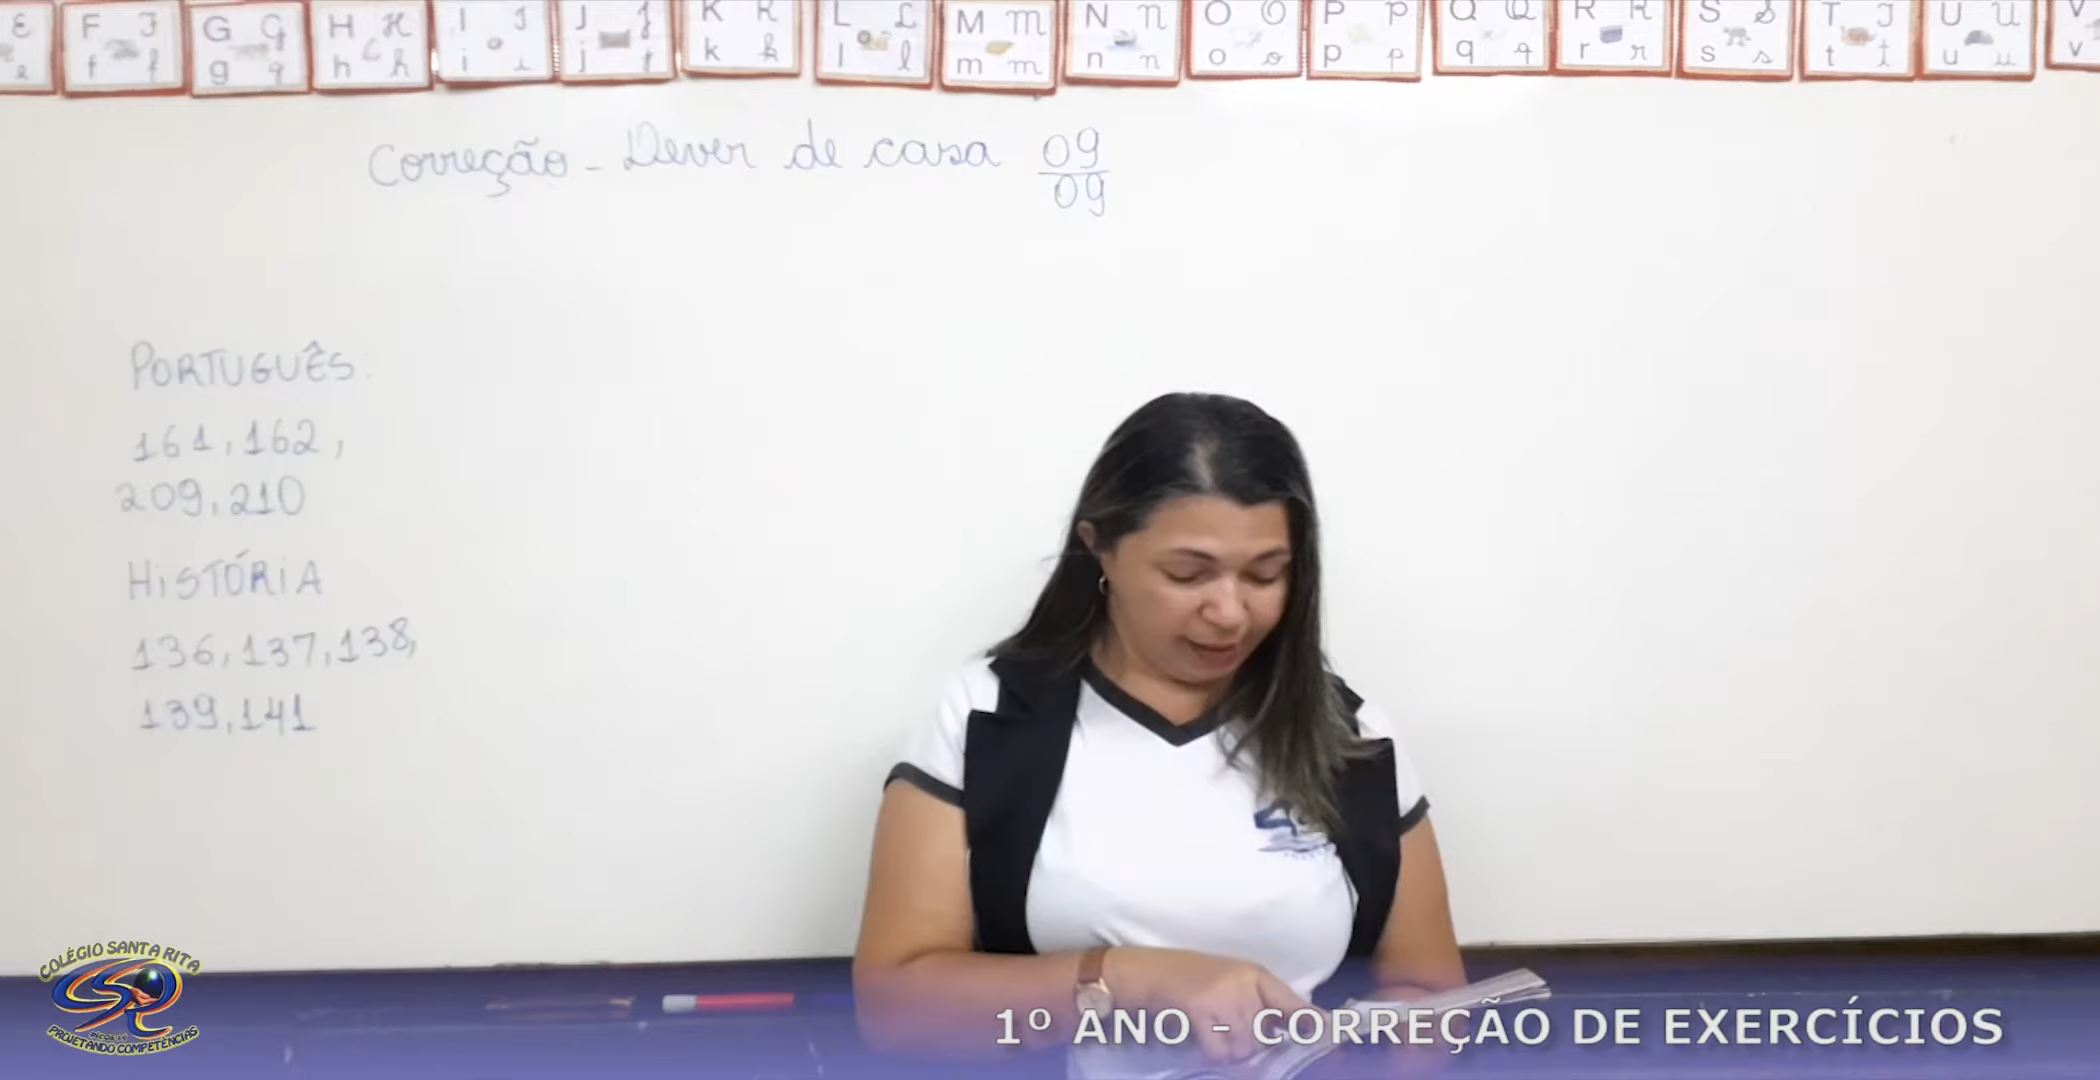 E
F F
f f
G G
g g
H H
h h
I I
i i
J J
j j
K K
k k
L L
l l
M M
m m
N N
n n
O O
o o
P P
p p
Q Q
q q
R R
r r
S S
s s
T T
t t
U U
u u
V
v
Correção - Dever de casa 09
09
PORTUGUÊS.
161, 162,
209, 210
HISTÓRIA
136, 137, 138,
139, 141
COLÉGIO SANTA RITA
PROJETANDO COMPETÊNCIAS
1º ANO - CORREÇÃO DE EXERCÍCIOS